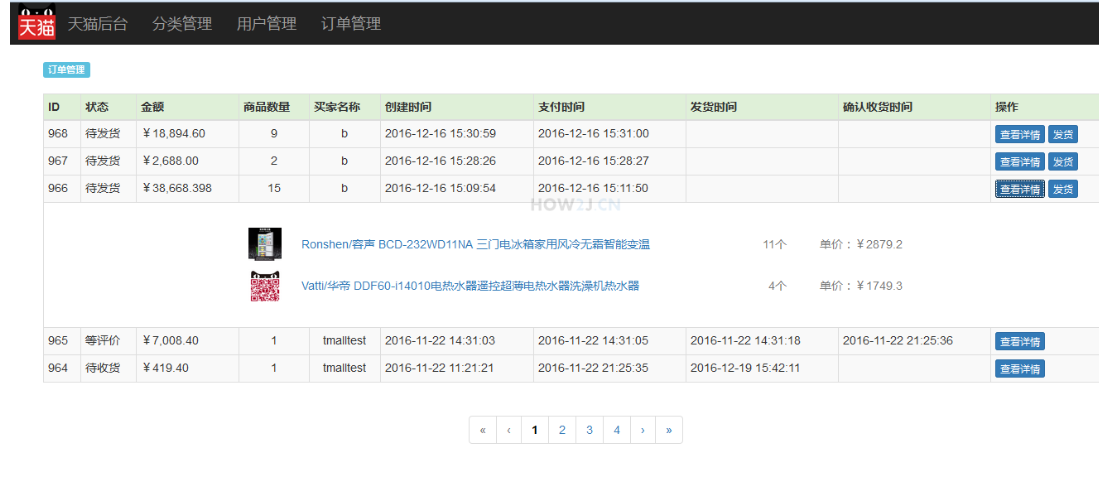 天猫 天猫后台 分类管理 用户管理 订单管理
订单管理
ID 状态 金额 商品数量 买家名称 创建时间 支付时间 发货时间 确认收货时间 操作
968 待发货 ￥18,894.60 9 b 2016-12-16 15:30:59 2016-12-16 15:31:00 查看详情 发货
967 待发货 ￥2,688.00 2 b 2016-12-16 15:28:26 2016-12-16 15:28:27 查看详情 发货
966 待发货 ￥38,668.398 15 b 2016-12-16 15:09:54 2016-12-16 15:11:50 查看详情 发货
HOW2J.CN
Ronshen/容声 BCD-232WD11NA 三门电冰箱家用风冷无霜智能变温 11个 单价：￥2879.2
Vatti/华帝 DDF60-i14010电热水器遥控超薄电热水器洗澡机热水器 4个 单价：￥1749.3
965 等评价 ￥7,008.40 1 tmalltest 2016-11-22 14:31:03 2016-11-22 14:31:05 2016-11-22 14:31:18 2016-11-22 21:25:36 查看详情
964 待收货 ￥419.40 1 tmalltest 2016-11-22 11:21:21 2016-11-22 21:25:35 2016-12-19 15:42:11 查看详情
« ‹ 1 2 3 4 › »